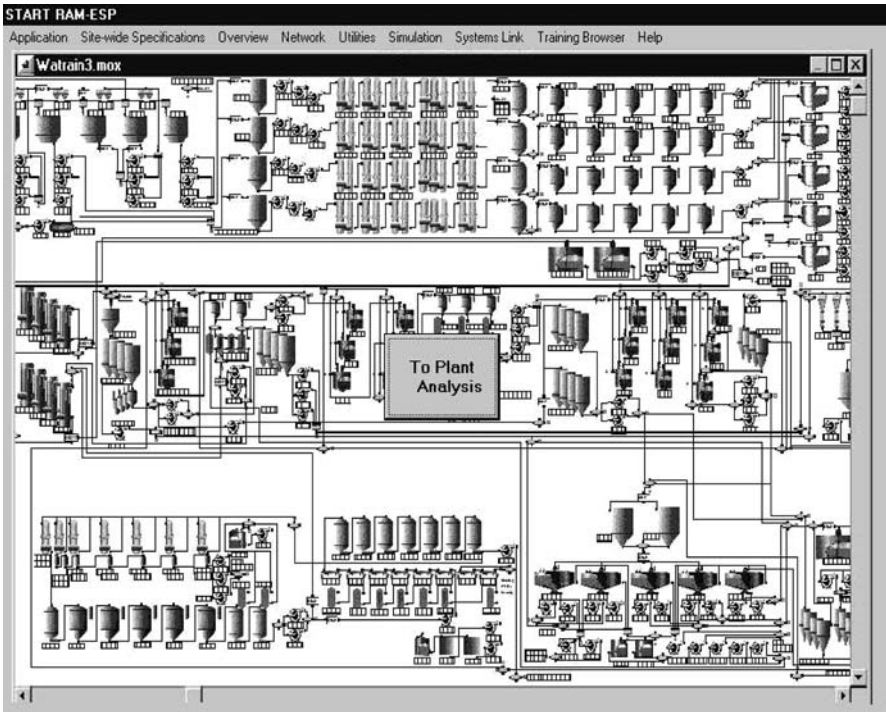 START RAM-ESP
Application Site-wide Specifications Overview Network Utilities Simulation Systems Link Training Browser Help
Watrain3.mox
To Plant
Analysis